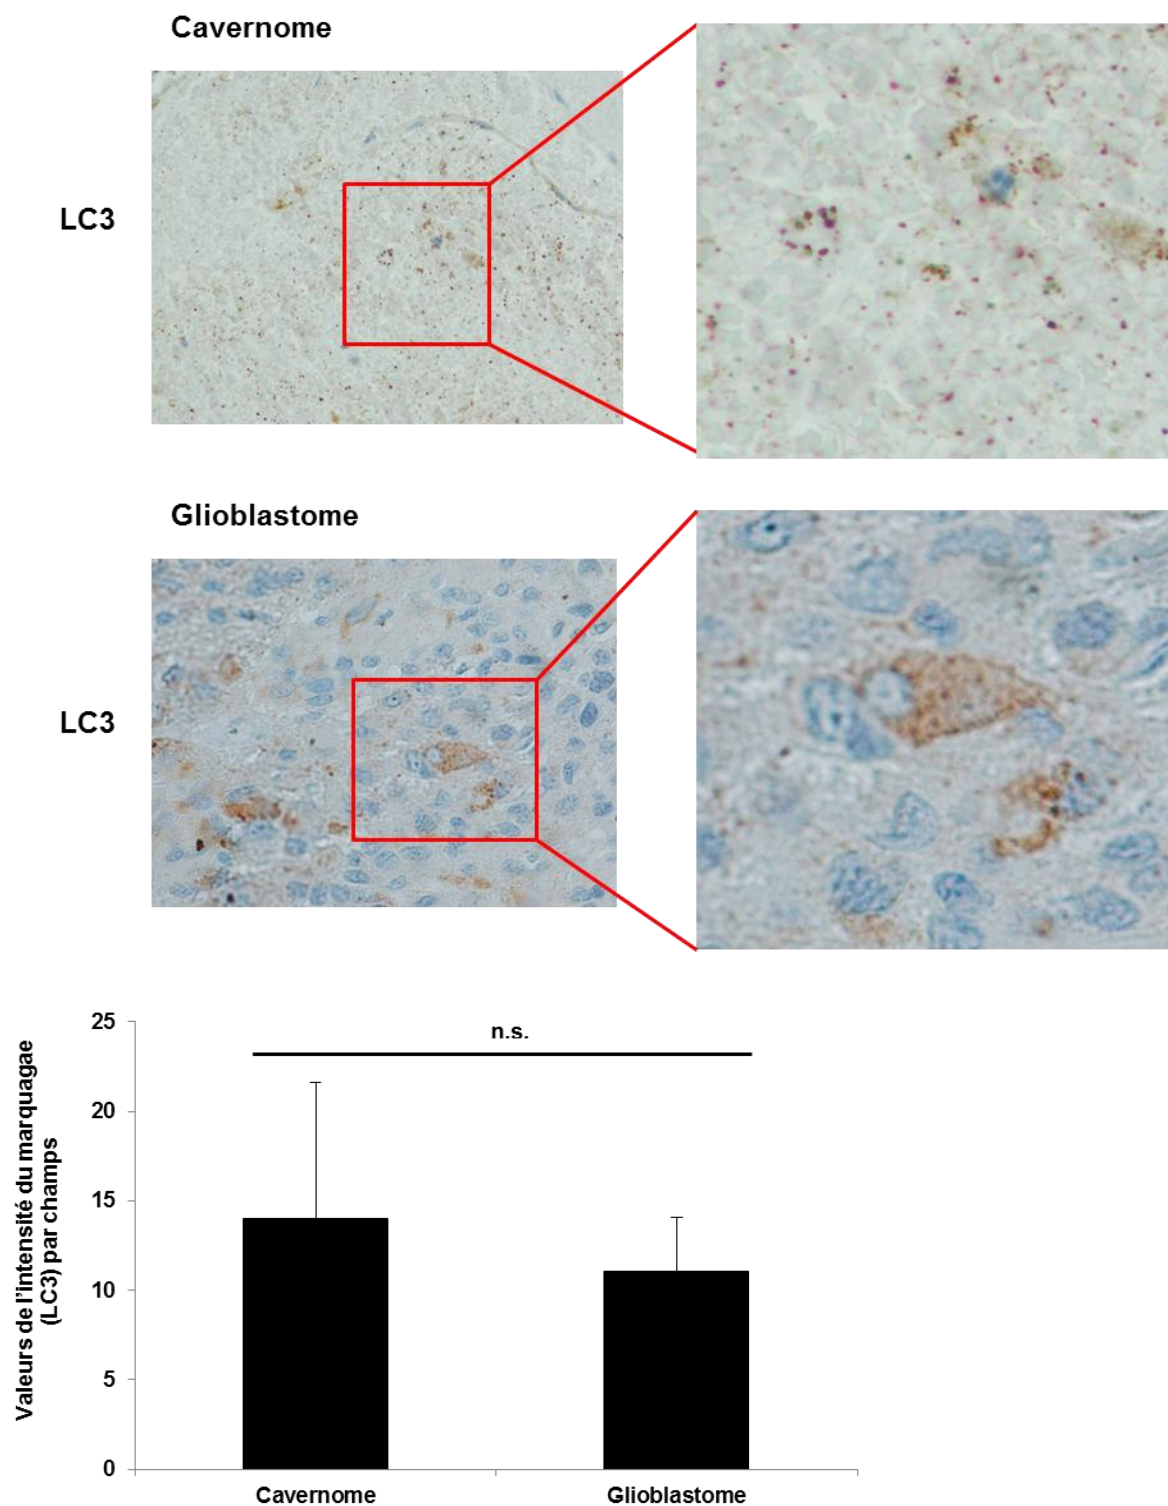 Cavernome
LC3
Glioblastome
LC3
Valeurs de l'intensité du marquagae
(LC3) par champs
25
20
15
10
5
0
n.s.
Cavernome
Glioblastome